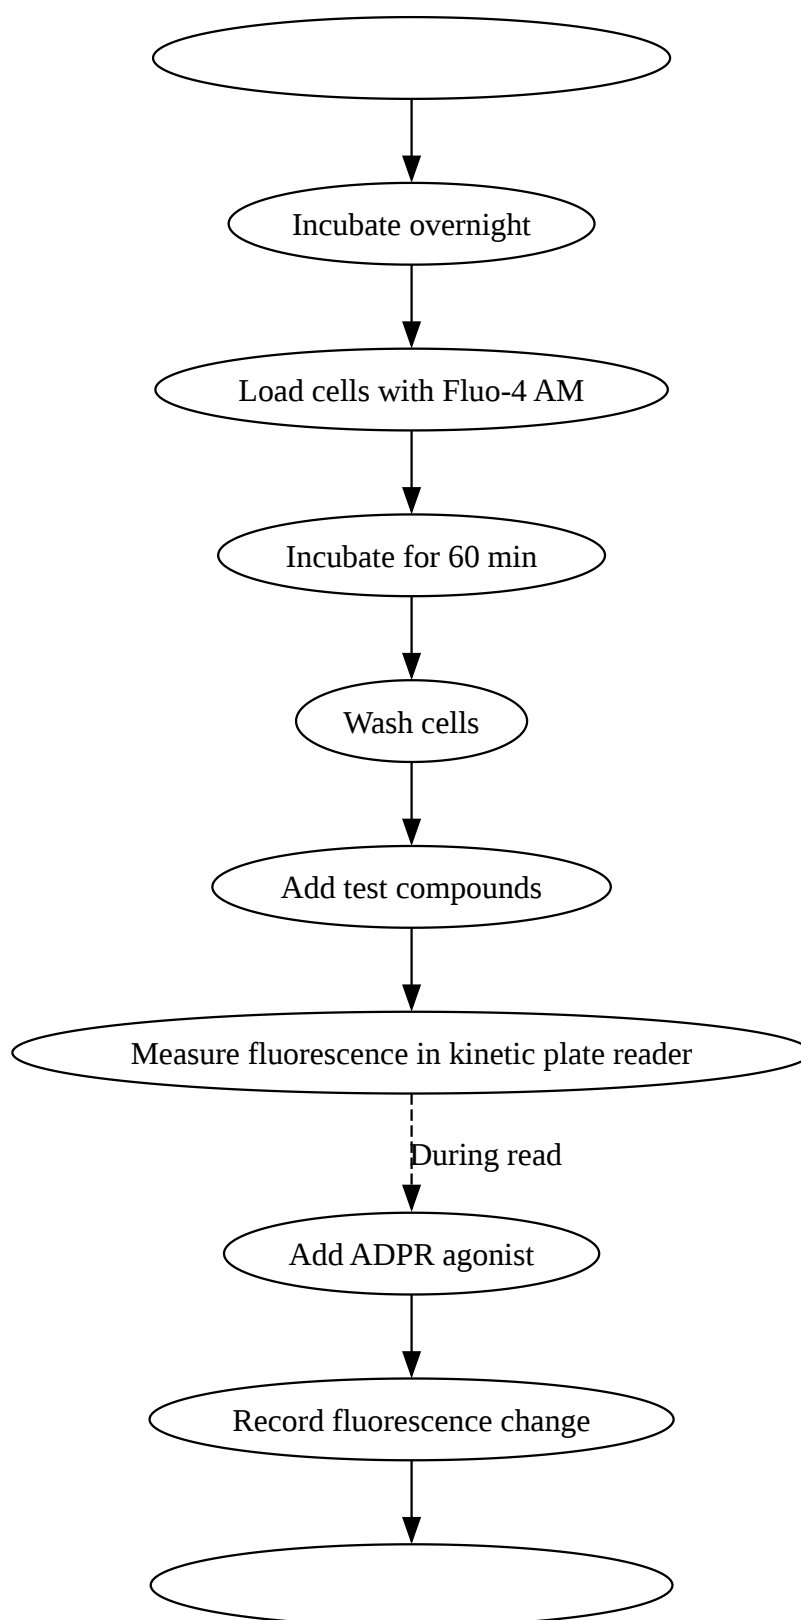 Incubate overnight
Load cells with Fluo-4 AM
Incubate for 60 min
Wash cells
Add test compounds
Measure fluorescence in kinetic plate reader
During read
Add ADPR agonist
Record fluorescence change